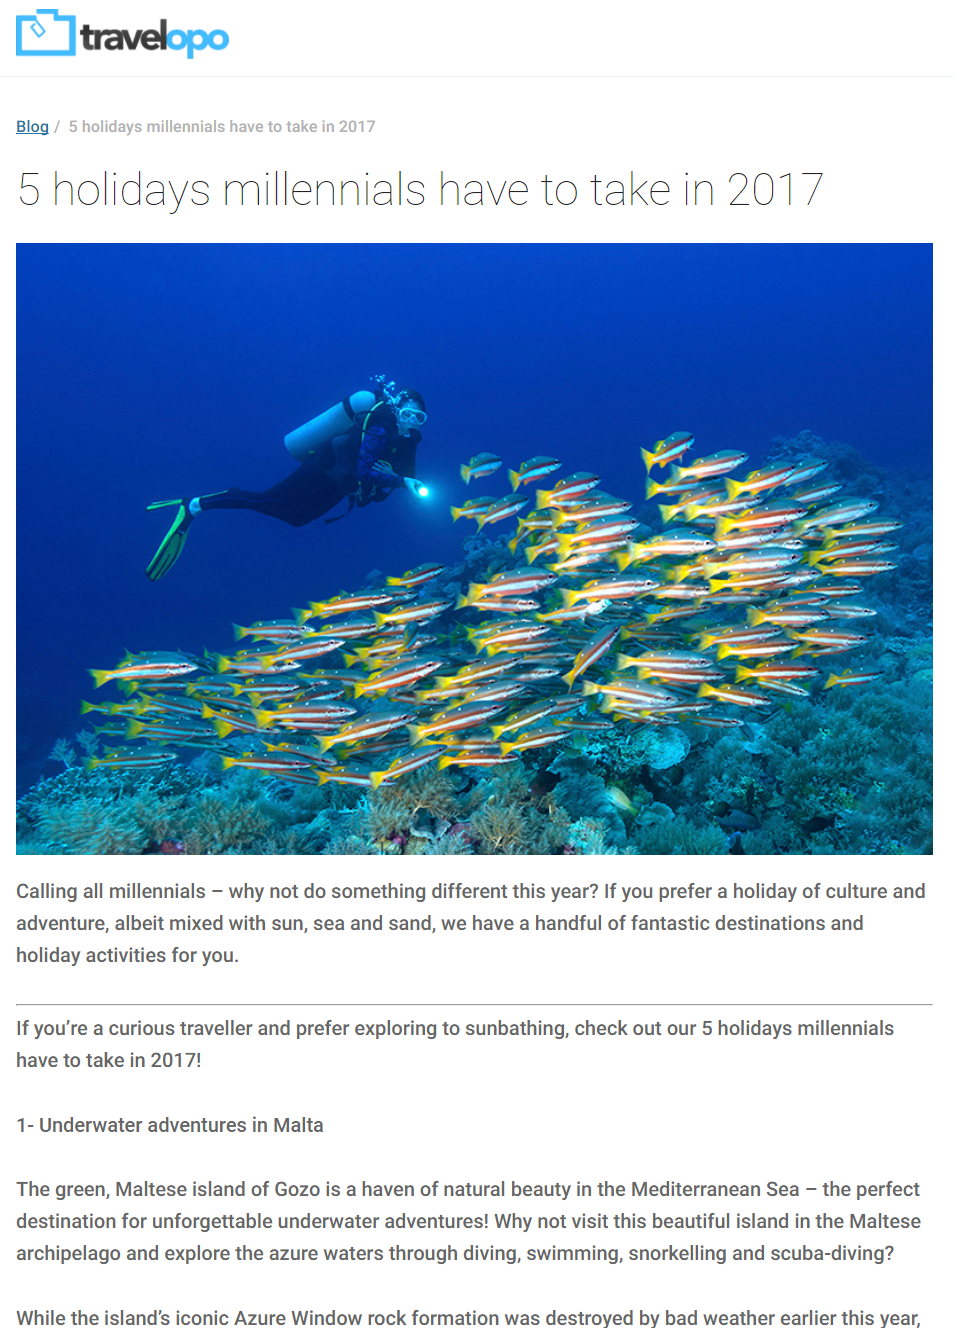 travelopo
Blog / 5 holidays millennials have to take in 2017
5 holidays millennials have to take in 2017
Calling all millennials – why not do something different this year? If you prefer a holiday of culture and
adventure, albeit mixed with sun, sea and sand, we have a handful of fantastic destinations and
holiday activities for you.
If you’re a curious traveller and prefer exploring to sunbathing, check out our 5 holidays millennials
have to take in 2017!
1- Underwater adventures in Malta
The green, Maltese island of Gozo is a haven of natural beauty in the Mediterranean Sea – the perfect
destination for unforgettable underwater adventures! Why not visit this beautiful island in the Maltese
archipelago and explore the azure waters through diving, swimming, snorkelling and scuba-diving?
While the island’s iconic Azure Window rock formation was destroyed by bad weather earlier this year,